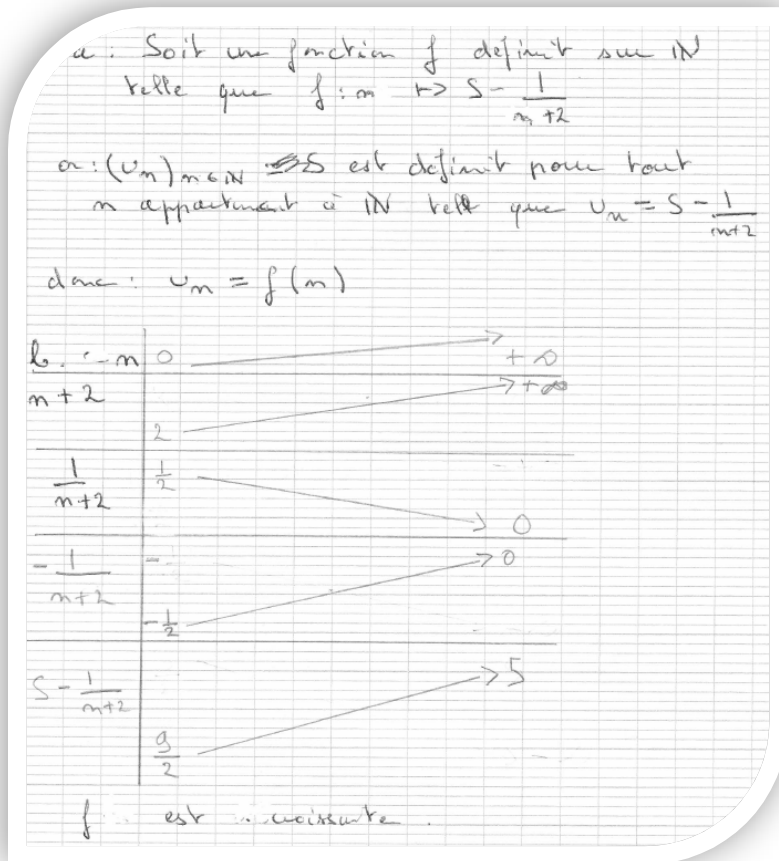 a : Soit une fonction f définit sur IN
telle que f : n ↦ 5 - 1/(n+2)
or : (Un)n∈IN est définit pour tout
n appartenant à IN telle que Un = 5 - 1/(n+2)
donc : Un = f(n)
b. n 0 +∞
n+2 2 +∞
1/(n+2) 1/2 0
-1/(n+2) -1/2 0
5 - 1/(n+2) 9/2 5
f est croissante.